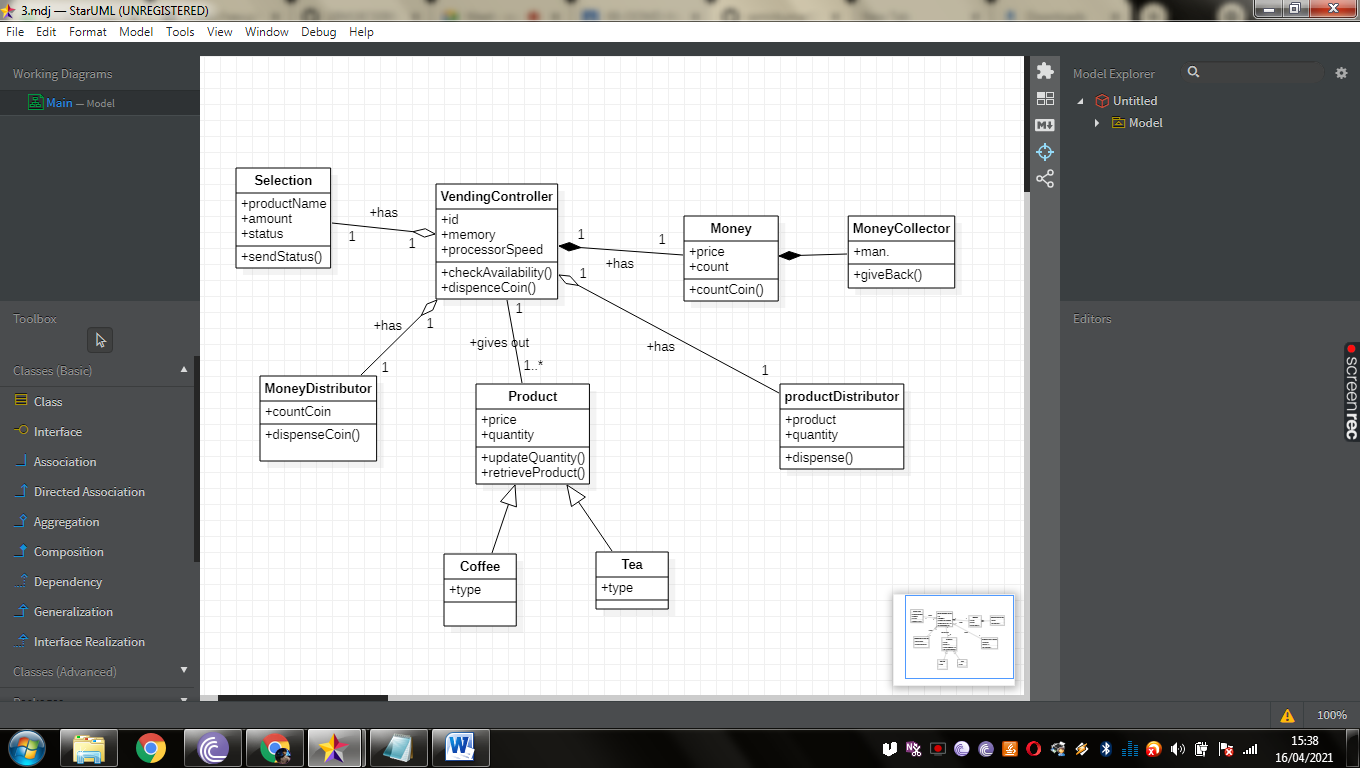 3.mdj — StarUML (UNREGISTERED)
File Edit Format Model Tools View Window Debug Help
Working Diagrams
Main — Model
Toolbox
Classes (Basic)
Class
Interface
Association
Directed Association
Aggregation
Composition
Dependency
Generalization
Interface Realization
Classes (Advanced)
Selection
+productName
+amount
+status
+sendStatus()
+has
1
1
VendingController
+id
+memory
+processorSpeed
+checkAvailability()
+dispenceCoin()
1
1
+has
Money
+price
+count
+countCoin()
MoneyCollector
+man.
+giveBack()
+has
1
1
MoneyDistributor
+countCoin
+dispenseCoin()
1
+gives out
1..*
Product
+price
+quantity
+updateQuantity()
+retrieveProduct()
1
+has
1
productDistributor
+product
+quantity
+dispense()
Coffee
+type
Tea
+type
M
Model Explorer
Untitled
Model
Editors
screenrec
100%
W
15:38
16/04/2021